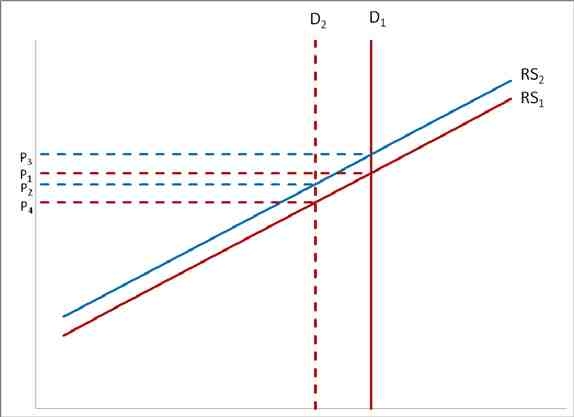 D₂
D₁
RS₂
RS₁
P₃
P₁
P₂
P₄